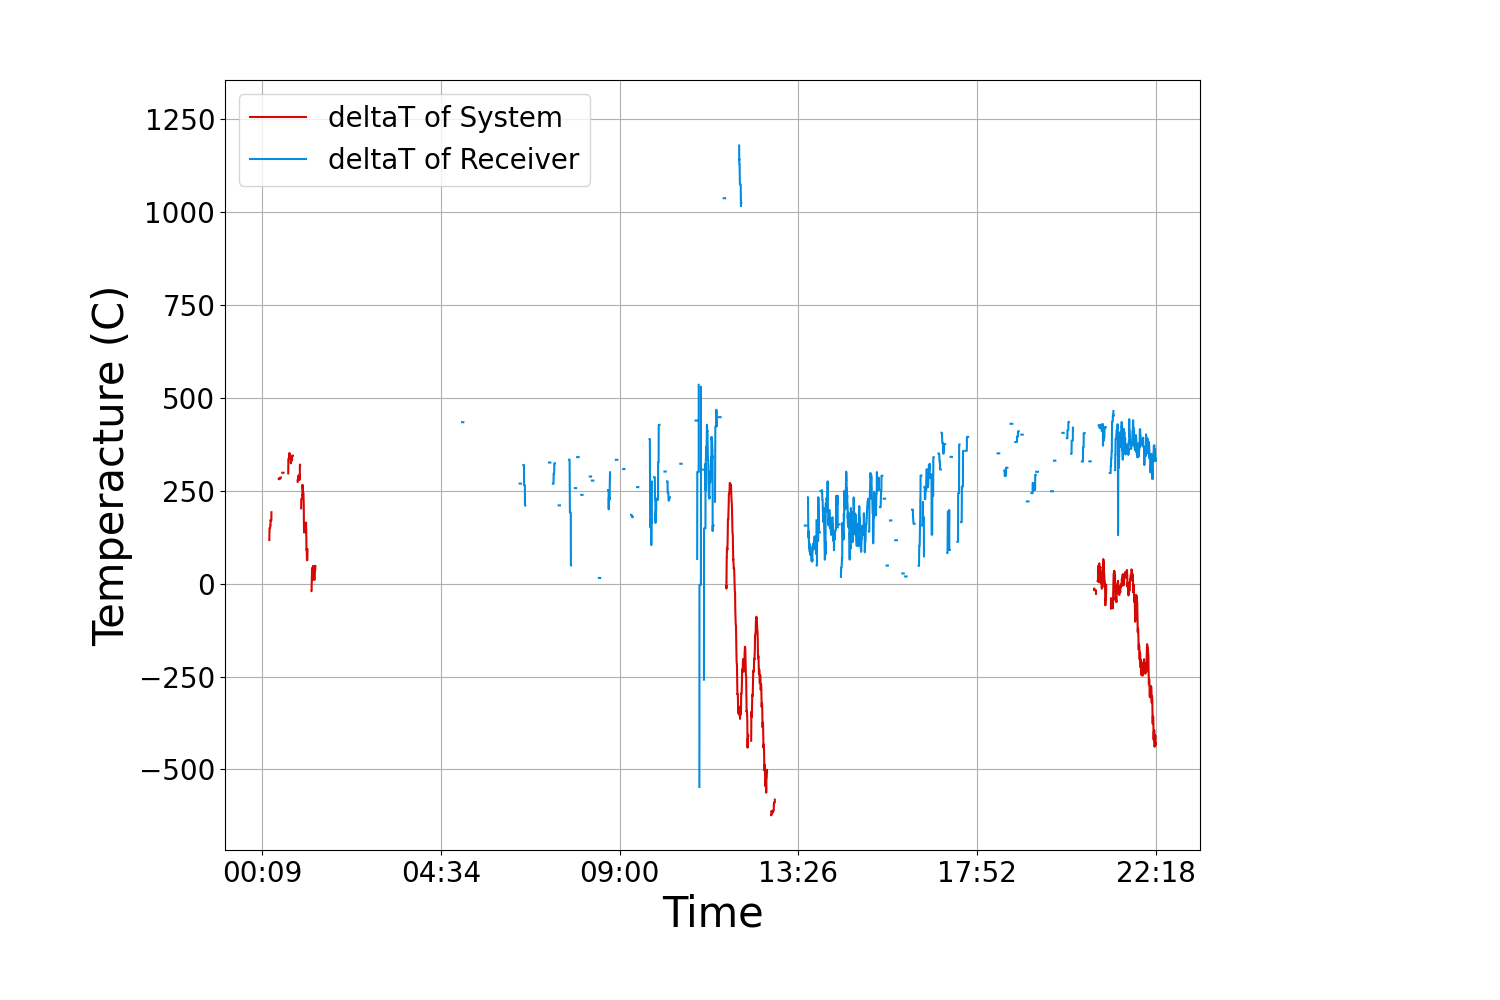 deltaT of System
deltaT of Receiver
1250
1000
750
500
250
0
−250
−500
Temperacture (C)
00:09 04:34 09:00 13:26 17:52 22:18
Time